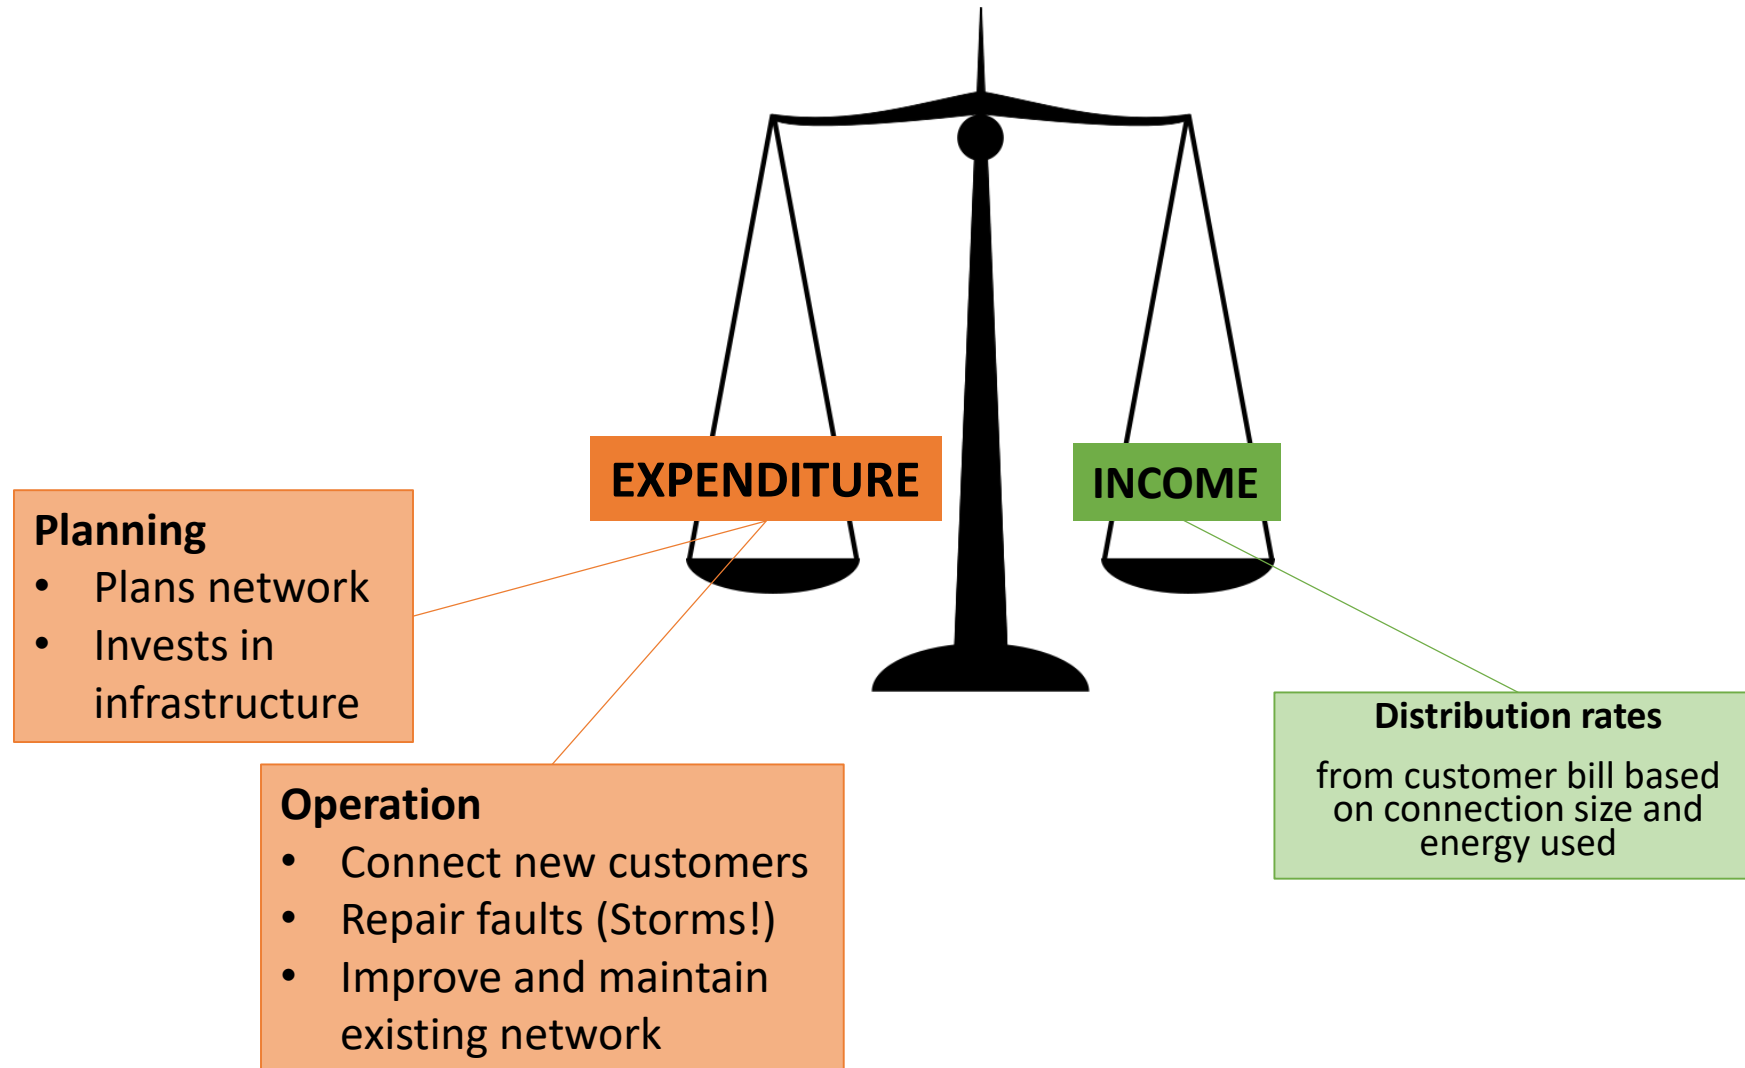 EXPENDITURE
INCOME
Planning
• Plans network
• Invests in
infrastructure
Operation
• Connect new customers
• Repair faults (Storms!)
• Improve and maintain
existing network
Distribution rates
from customer bill based
on connection size and
energy used